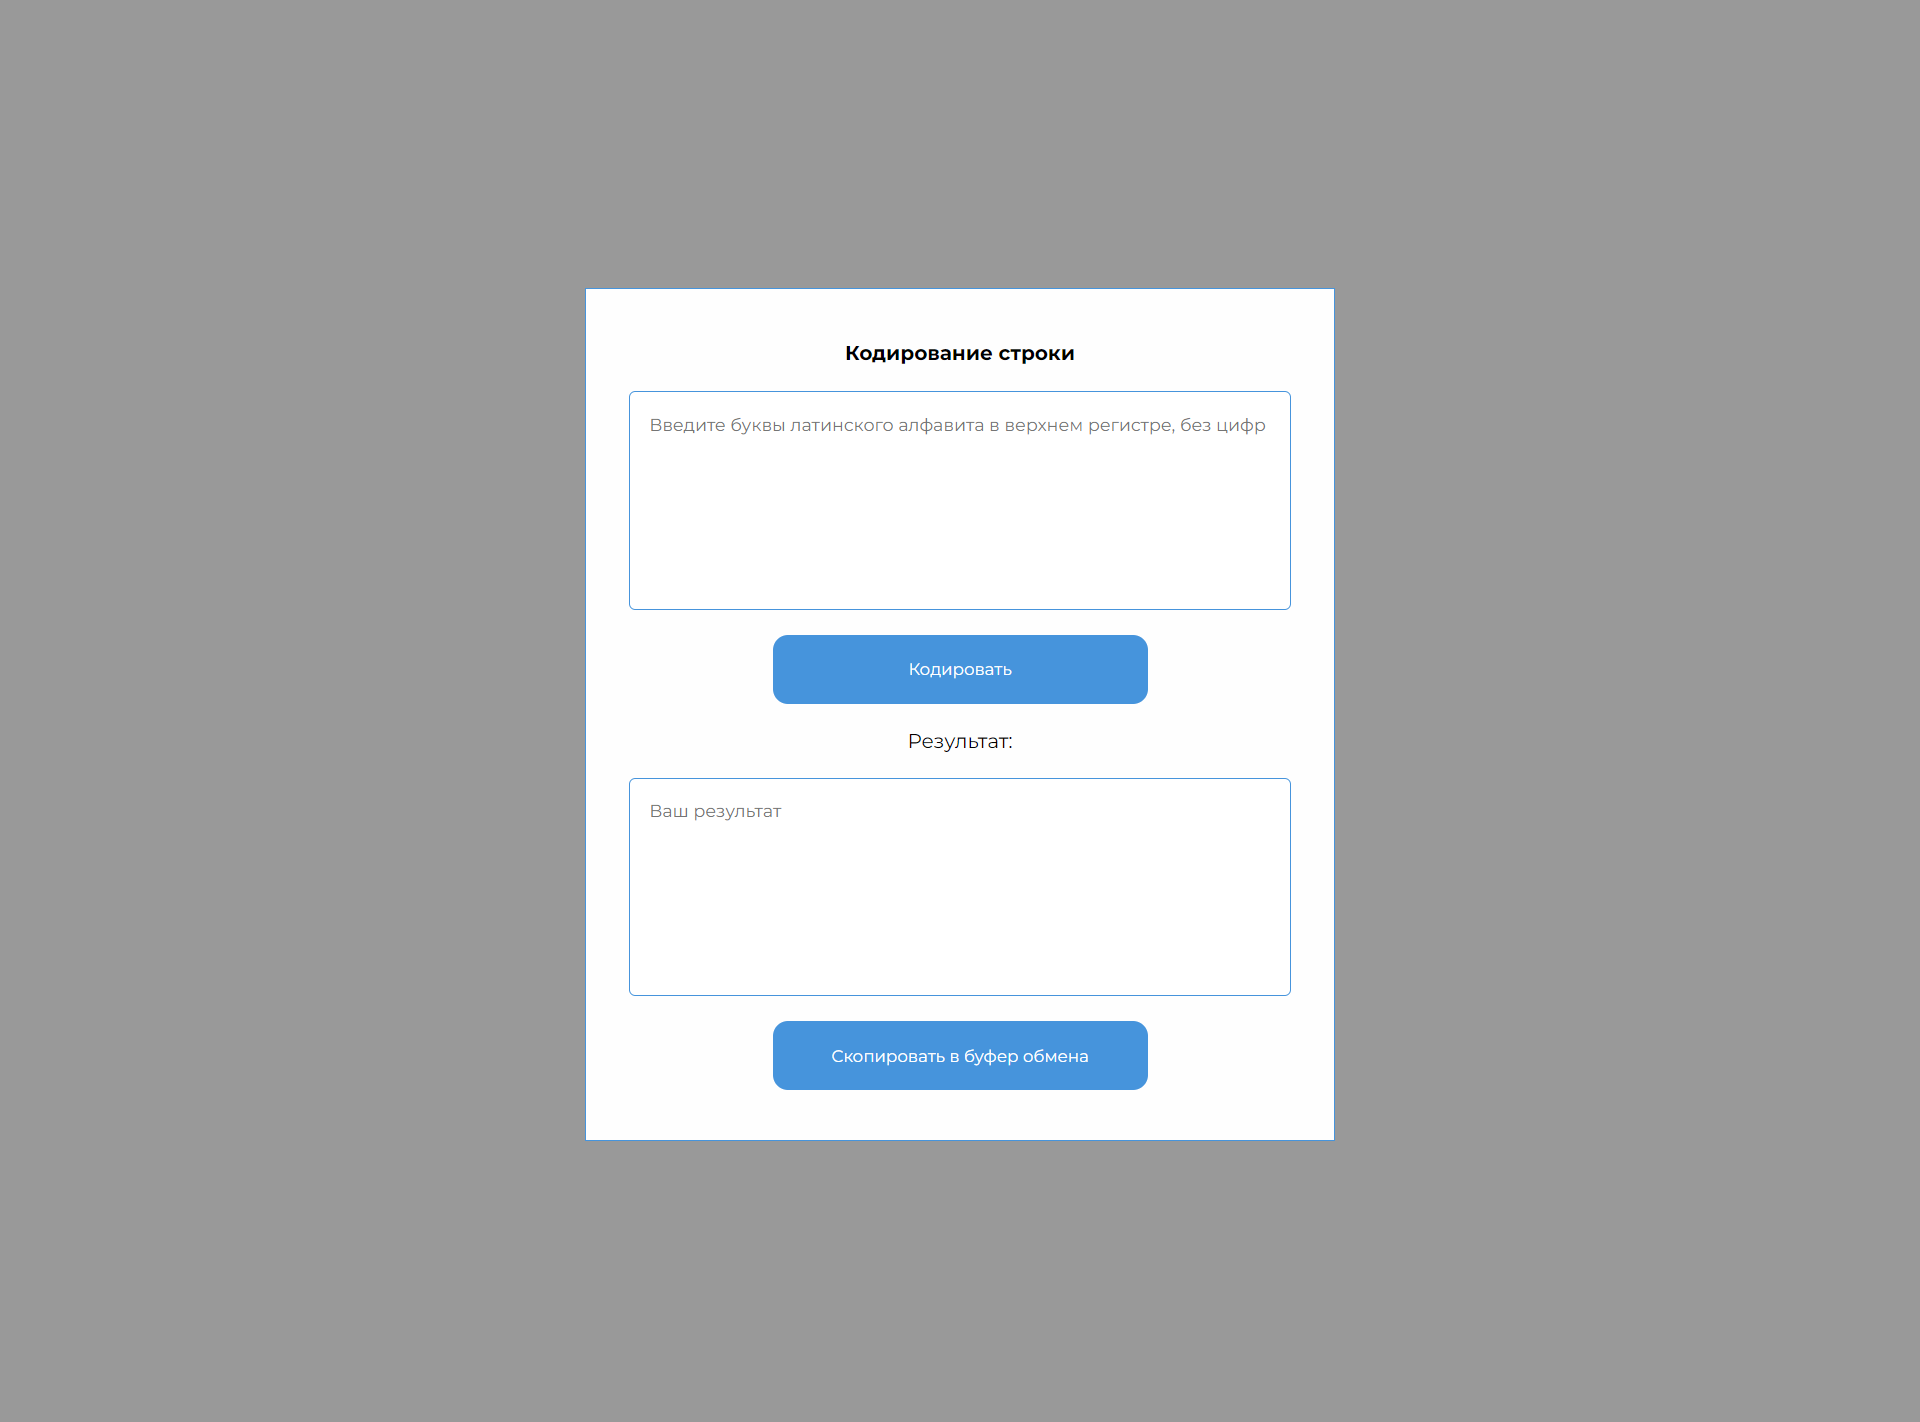 Кодирование строки
Введите буквы латинского алфавита в верхнем регистре, без цифр
Кодировать
Результат:
Ваш результат
Скопировать в буфер обмена